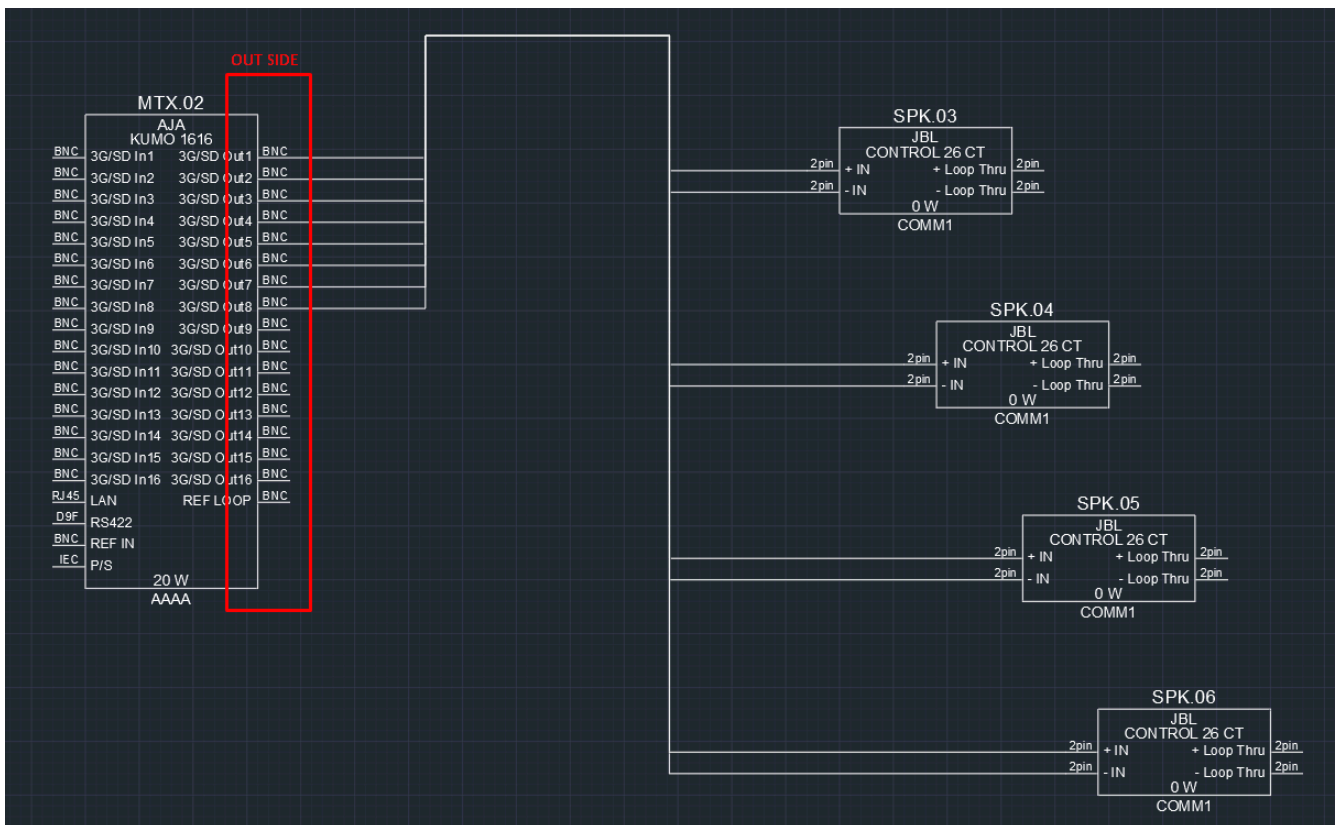 OUT SIDE
MTX.02
AJA
KUMO 1616
BNC 3G/SD In1 3G/SD Out1 BNC
BNC 3G/SD In2 3G/SD Out2 BNC
BNC 3G/SD In3 3G/SD Out3 BNC
BNC 3G/SD In4 3G/SD Out4 BNC
BNC 3G/SD In5 3G/SD Out5 BNC
BNC 3G/SD In6 3G/SD Out6 BNC
BNC 3G/SD In7 3G/SD Out7 BNC
BNC 3G/SD In8 3G/SD Out8 BNC
BNC 3G/SD In9 3G/SD Out9 BNC
BNC 3G/SD In10 3G/SD Out10 BNC
BNC 3G/SD In11 3G/SD Out11 BNC
BNC 3G/SD In12 3G/SD Out12 BNC
BNC 3G/SD In13 3G/SD Out13 BNC
BNC 3G/SD In14 3G/SD Out14 BNC
BNC 3G/SD In15 3G/SD Out15 BNC
BNC 3G/SD In16 3G/SD Out16 BNC
RJ45 LAN REF LOOP BNC
D9F RS422
BNC REF IN
IEC P/S
20 W
AAAA
SPK.03
JBL
CONTROL 26 CT
2pin + IN + Loop Thru 2pin
2pin - IN - Loop Thru 2pin
0 W
COMM1
SPK.04
JBL
CONTROL 26 CT
2pin + IN + Loop Thru 2pin
2pin - IN - Loop Thru 2pin
0 W
COMM1
SPK.05
JBL
CONTROL 26 CT
2pin + IN + Loop Thru 2pin
2pin - IN - Loop Thru 2pin
0 W
COMM1
SPK.06
JBL
CONTROL 26 CT
2pin + IN + Loop Thru 2pin
2pin - IN - Loop Thru 2pin
0 W
COMM1